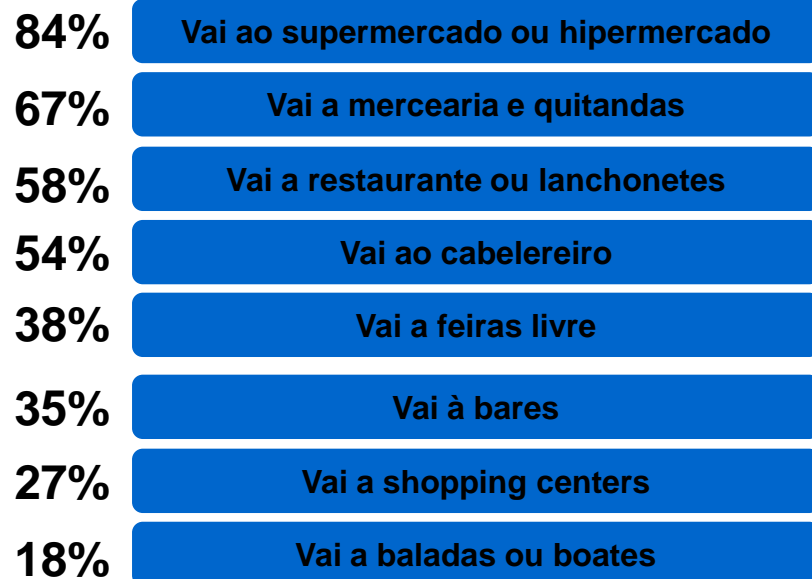 84% Vai ao supermercado ou hipermercado
67% Vai a mercearia e quitandas
58% Vai a restaurante ou lanchonetes
54% Vai ao cabelereiro
38% Vai a feiras livre
35% Vai à bares
27% Vai a shopping centers
18% Vai a baladas ou boates